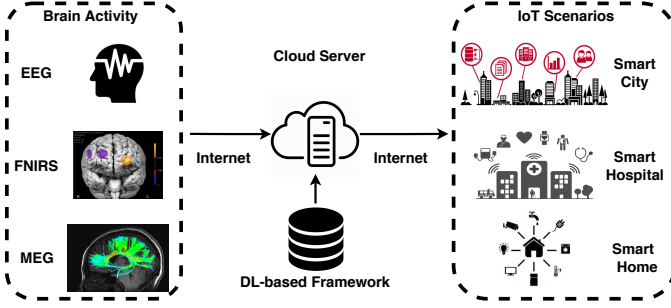 Brain Activity
EEG
FNIRS
MEG
Internet
Cloud Server
DL-based Framework
Internet
IoT Scenarios
Smart
City
Smart
Hospital
Smart
Home